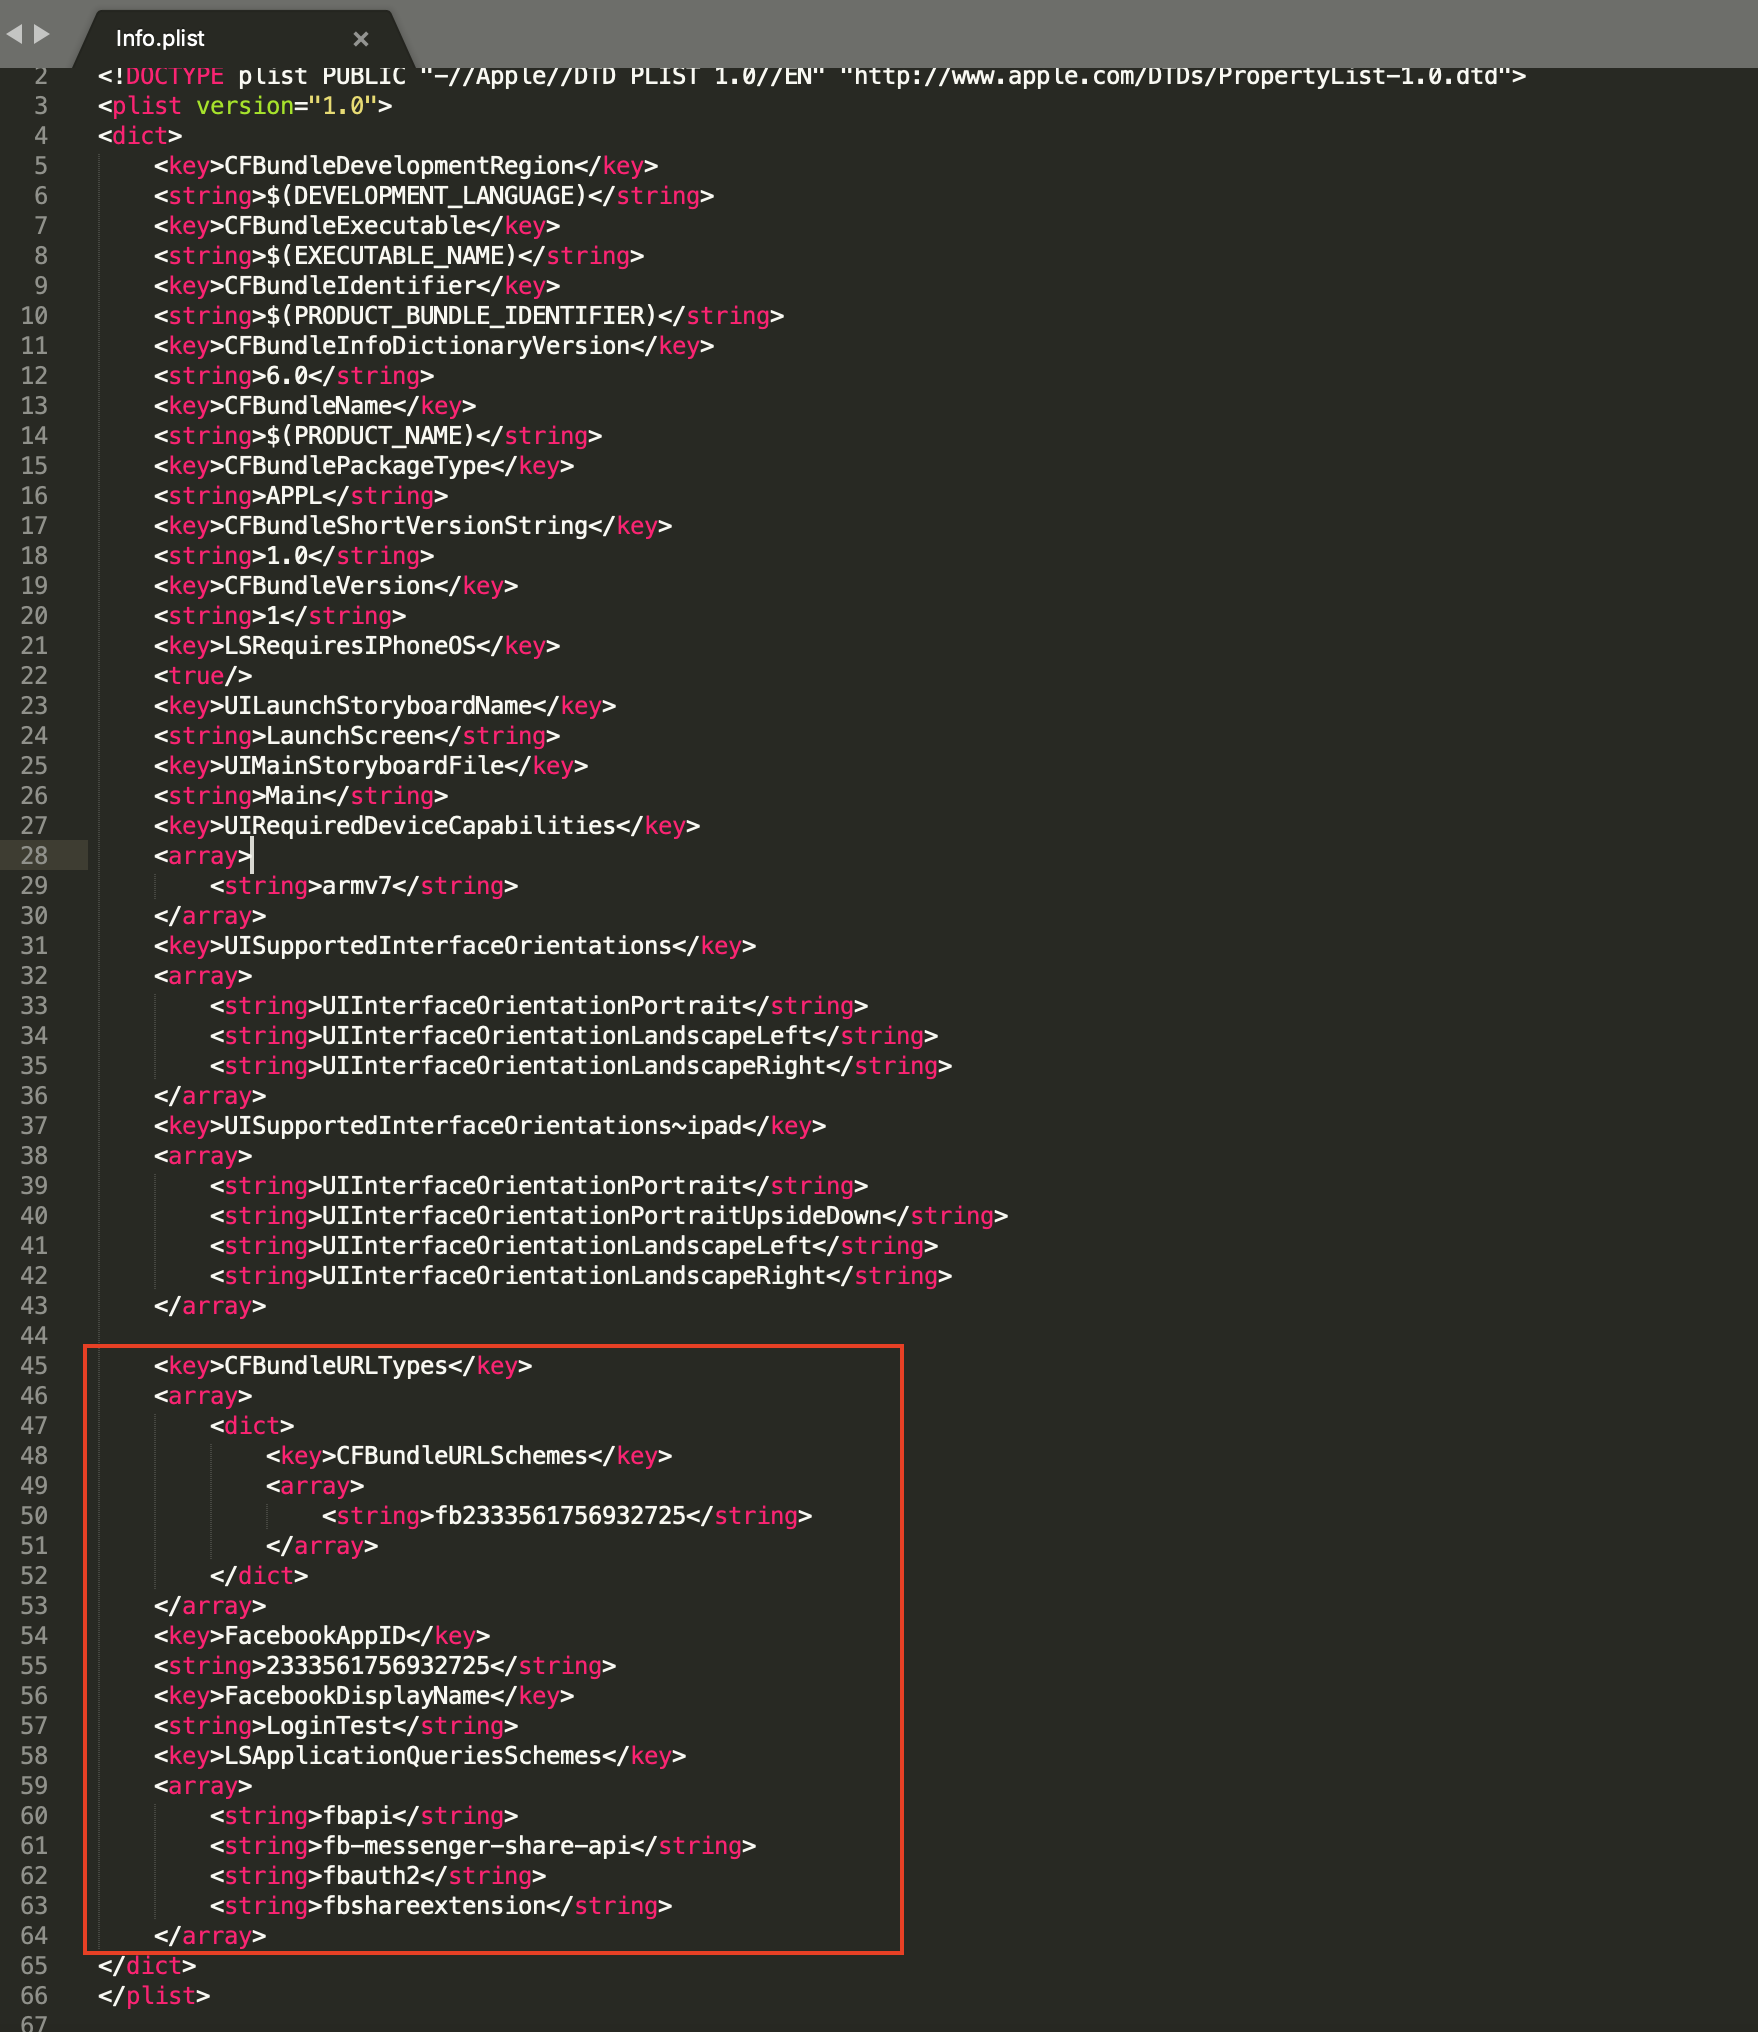 Info.plist
2 <!DOCTYPE plist PUBLIC "-//Apple//DTD PLIST 1.0//EN" "http://www.apple.com/DTDs/PropertyList-1.0.dtd">
3 <plist version="1.0">
4 <dict>
5 <key>CFBundleDevelopmentRegion</key>
6 <string>$(DEVELOPMENT_LANGUAGE)</string>
7 <key>CFBundleExecutable</key>
8 <string>$(EXECUTABLE_NAME)</string>
9 <key>CFBundleIdentifier</key>
10 <string>$(PRODUCT_BUNDLE_IDENTIFIER)</string>
11 <key>CFBundleInfoDictionaryVersion</key>
12 <string>6.0</string>
13 <key>CFBundleName</key>
14 <string>$(PRODUCT_NAME)</string>
15 <key>CFBundlePackageType</key>
16 <string>APPL</string>
17 <key>CFBundleShortVersionString</key>
18 <string>1.0</string>
19 <key>CFBundleVersion</key>
20 <string>1</string>
21 <key>LSRequiresIPhoneOS</key>
22 <true/>
23 <key>UILaunchStoryboardName</key>
24 <string>LaunchScreen</string>
25 <key>UIMainStoryboardFile</key>
26 <string>Main</string>
27 <key>UIRequiredDeviceCapabilities</key>
28 <array>
29 <string>armv7</string>
30 </array>
31 <key>UISupportedInterfaceOrientations</key>
32 <array>
33 <string>UIInterfaceOrientationPortrait</string>
34 <string>UIInterfaceOrientationLandscapeLeft</string>
35 <string>UIInterfaceOrientationLandscapeRight</string>
36 </array>
37 <key>UISupportedInterfaceOrientations~ipad</key>
38 <array>
39 <string>UIInterfaceOrientationPortrait</string>
40 <string>UIInterfaceOrientationPortraitUpsideDown</string>
41 <string>UIInterfaceOrientationLandscapeLeft</string>
42 <string>UIInterfaceOrientationLandscapeRight</string>
43 </array>
44
45 <key>CFBundleURLTypes</key>
46 <array>
47 <dict>
48 <key>CFBundleURLSchemes</key>
49 <array>
50 <string>fb2333561756932725</string>
51 </array>
52 </dict>
53 </array>
54 <key>FacebookAppID</key>
55 <string>2333561756932725</string>
56 <key>FacebookDisplayName</key>
57 <string>LoginTest</string>
58 <key>LSApplicationQueriesSchemes</key>
59 <array>
60 <string>fbapi</string>
61 <string>fb-messenger-share-api</string>
62 <string>fbauth2</string>
63 <string>fbshareextension</string>
64 </array>
65 </dict>
66 </plist>
67